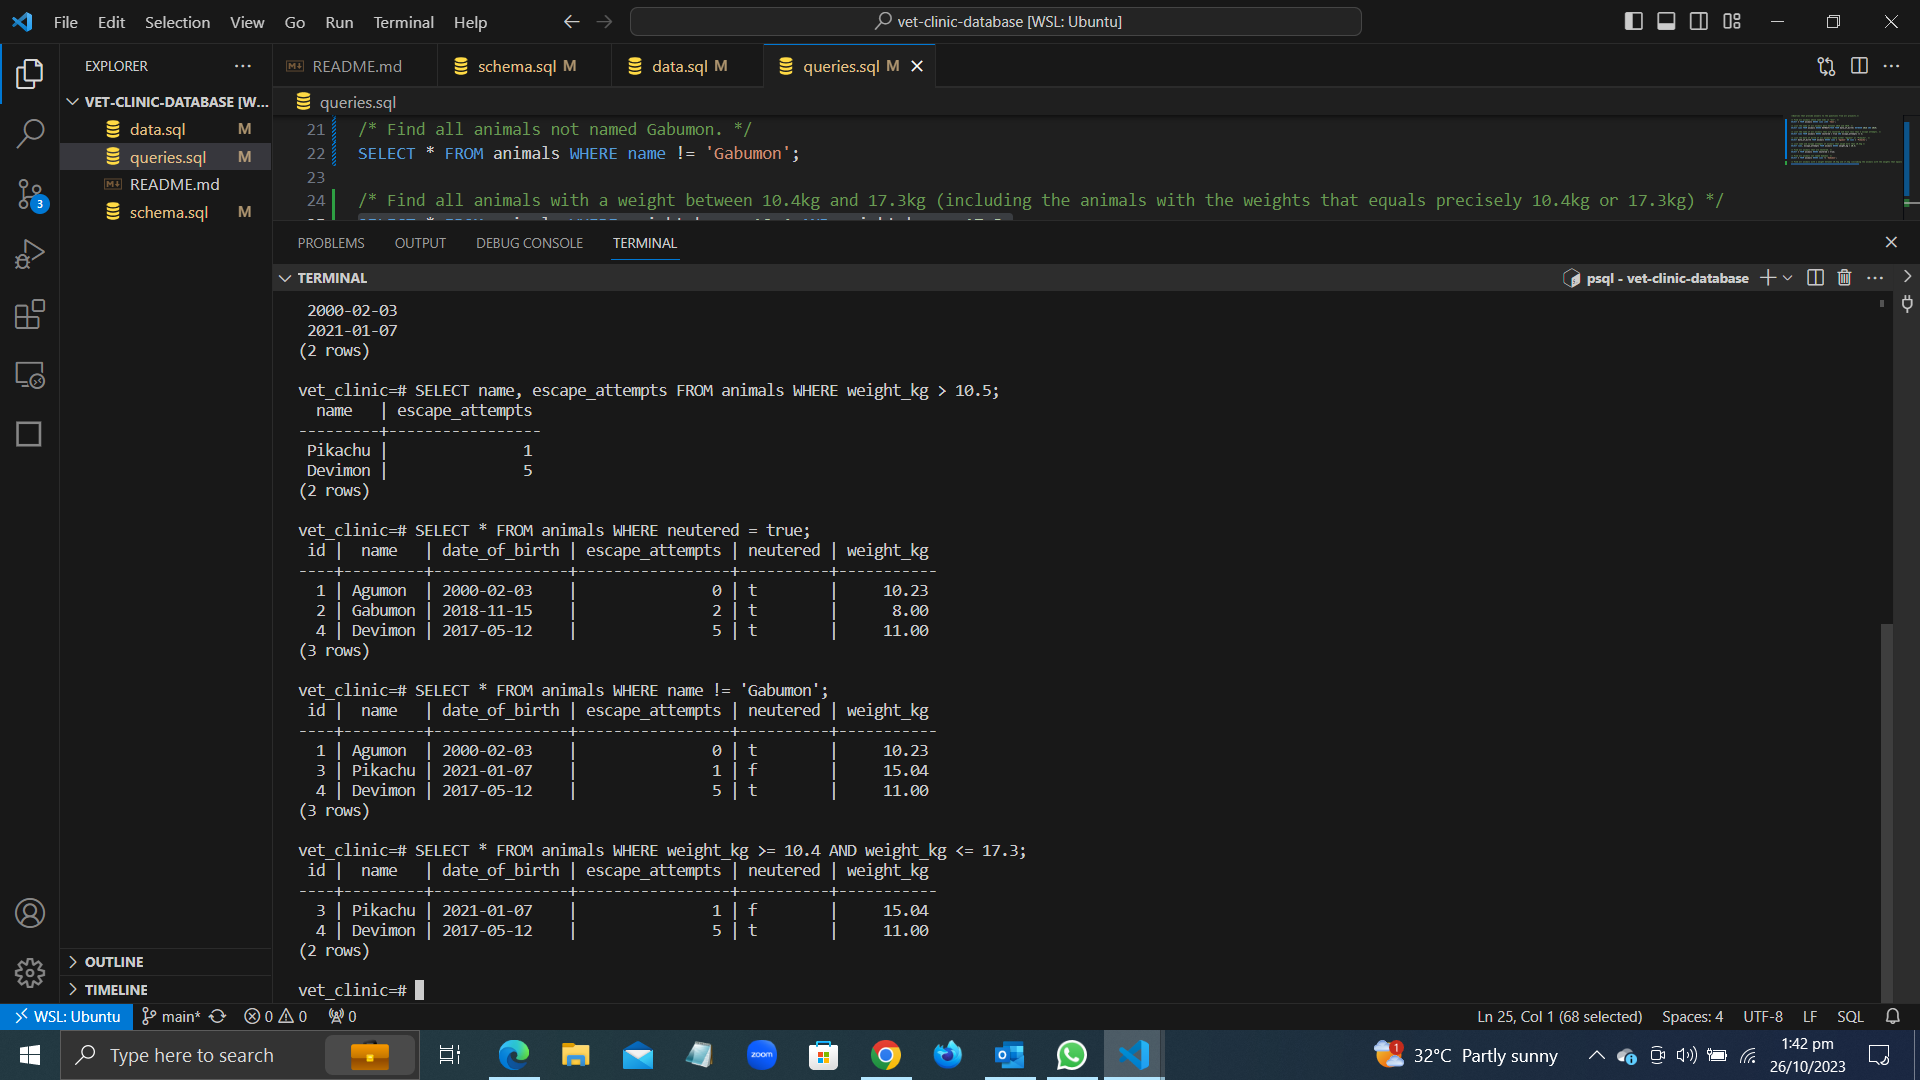 File Edit Selection View Go Run Terminal Help
vet-clinic-database [WSL: Ubuntu]
EXPLORER
VET-CLINIC-DATABASE [W...
data.sql M
queries.sql M
README.md
schema.sql M
OUTLINE
TIMELINE
README.md
schema.sql M
data.sql M
queries.sql M
queries.sql
21 /* Find all animals not named Gabumon. */
22 SELECT * FROM animals WHERE name != 'Gabumon';
23
24 /* Find all animals with a weight between 10.4kg and 17.3kg (including the animals with the weights that equals precisely 10.4kg or 17.3kg) */
PROBLEMS OUTPUT DEBUG CONSOLE TERMINAL
TERMINAL
psql - vet-clinic-database
2000-02-03
2021-01-07
(2 rows)
vet_clinic=# SELECT name, escape_attempts FROM animals WHERE weight_kg > 10.5;
name | escape_attempts
---------+-----------------
Pikachu | 1
Devimon | 5
(2 rows)
vet_clinic=# SELECT * FROM animals WHERE neutered = true;
id | name | date_of_birth | escape_attempts | neutered | weight_kg
----+---------+---------------+-----------------+----------+-----------
1 | Agumon | 2000-02-03 | 0 | t | 10.23
2 | Gabumon | 2018-11-15 | 2 | t | 8.00
4 | Devimon | 2017-05-12 | 5 | t | 11.00
(3 rows)
vet_clinic=# SELECT * FROM animals WHERE name != 'Gabumon';
id | name | date_of_birth | escape_attempts | neutered | weight_kg
----+---------+---------------+-----------------+----------+-----------
1 | Agumon | 2000-02-03 | 0 | t | 10.23
3 | Pikachu | 2021-01-07 | 1 | f | 15.04
4 | Devimon | 2017-05-12 | 5 | t | 11.00
(3 rows)
vet_clinic=# SELECT * FROM animals WHERE weight_kg >= 10.4 AND weight_kg <= 17.3;
id | name | date_of_birth | escape_attempts | neutered | weight_kg
----+---------+---------------+-----------------+----------+-----------
3 | Pikachu | 2021-01-07 | 1 | f | 15.04
4 | Devimon | 2017-05-12 | 5 | t | 11.00
(2 rows)
vet_clinic=#
3
WSL: Ubuntu main* 0 0 0
Ln 25, Col 1 (68 selected) Spaces: 4 UTF-8 LF SQL
Type here to search
zoom
1
32°C Partly sunny
1:42 pm
26/10/2023